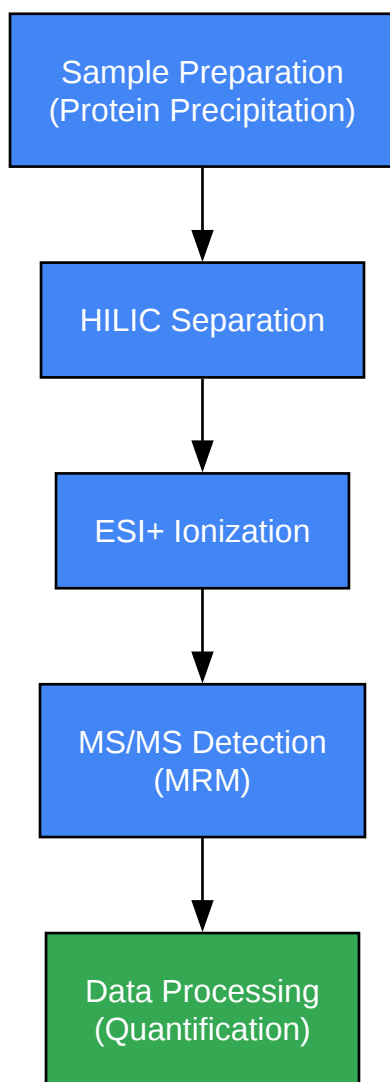 Sample Preparation
(Protein Precipitation)
HILIC Separation
ESI+ Ionization
MS/MS Detection
(MRM)
Data Processing
(Quantification)